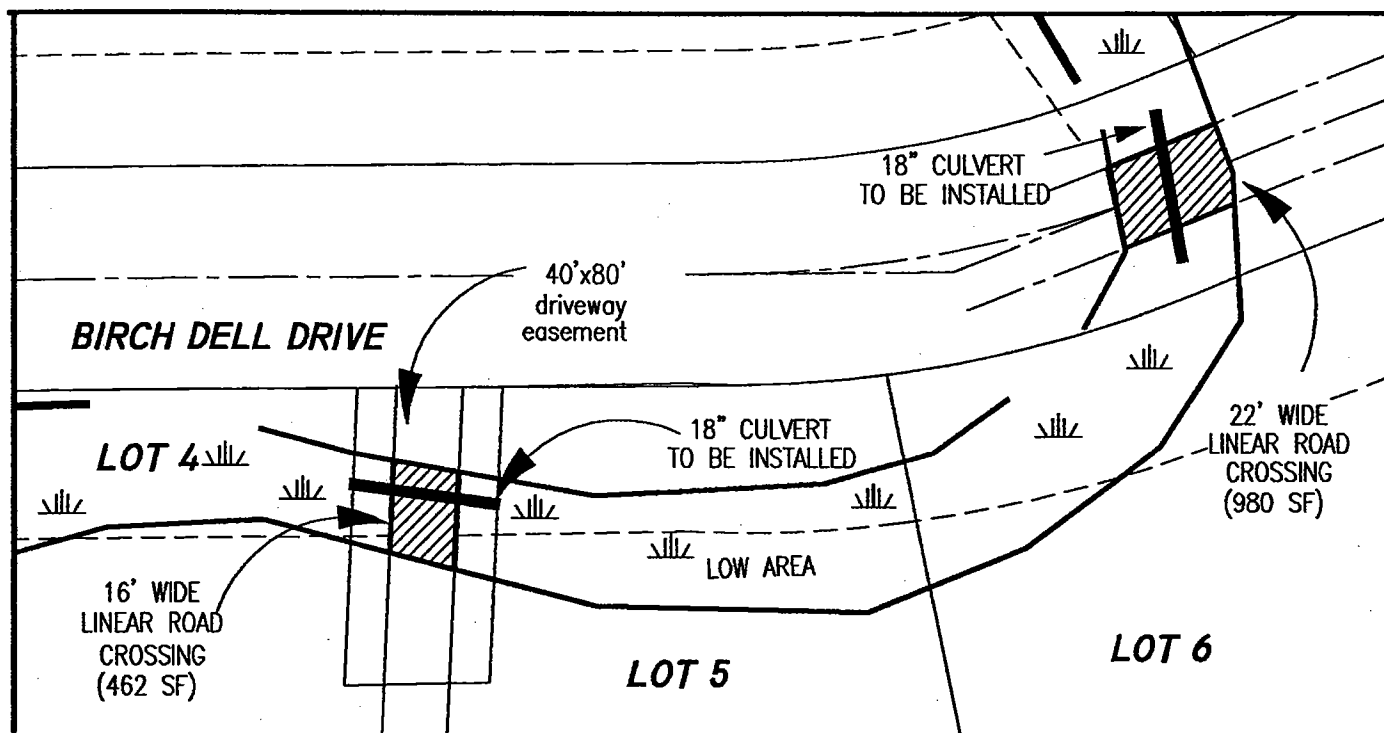 18" CULVERT
TO BE INSTALLED
40'x80'
driveway
easement
BIRCH DELL DRIVE
LOT 4
18" CULVERT
TO BE INSTALLED
22' WIDE
LINEAR ROAD
CROSSING
(980 SF)
LOW AREA
16' WIDE
LINEAR ROAD
CROSSING
(462 SF)
LOT 5
LOT 6